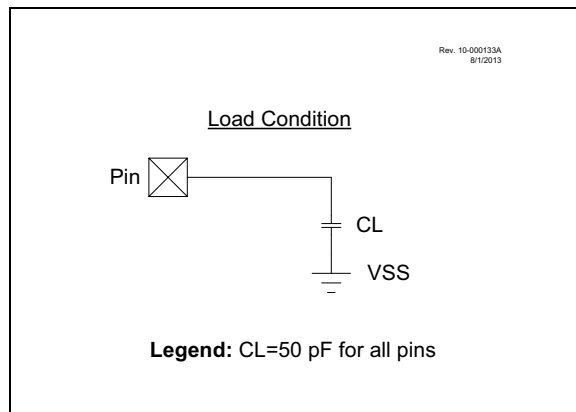 Rev. 10-000133A
8/1/2013
Load Condition
Pin
CL
VSS
Legend: CL=50 pF for all pins